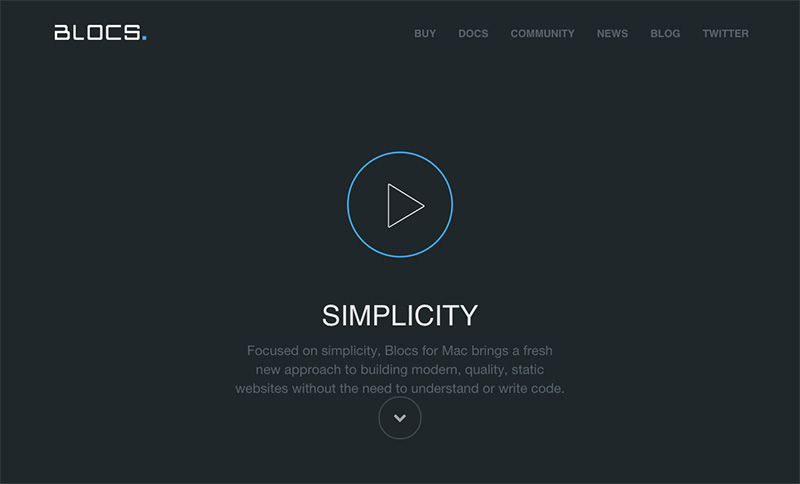 BLOCS.
BUY DOCS COMMUNITY NEWS BLOG TWITTER
SIMPLICITY
Focused on simplicity, Blocs for Mac brings a fresh
new approach to building modern, quality, static
websites without the need to understand or write code.